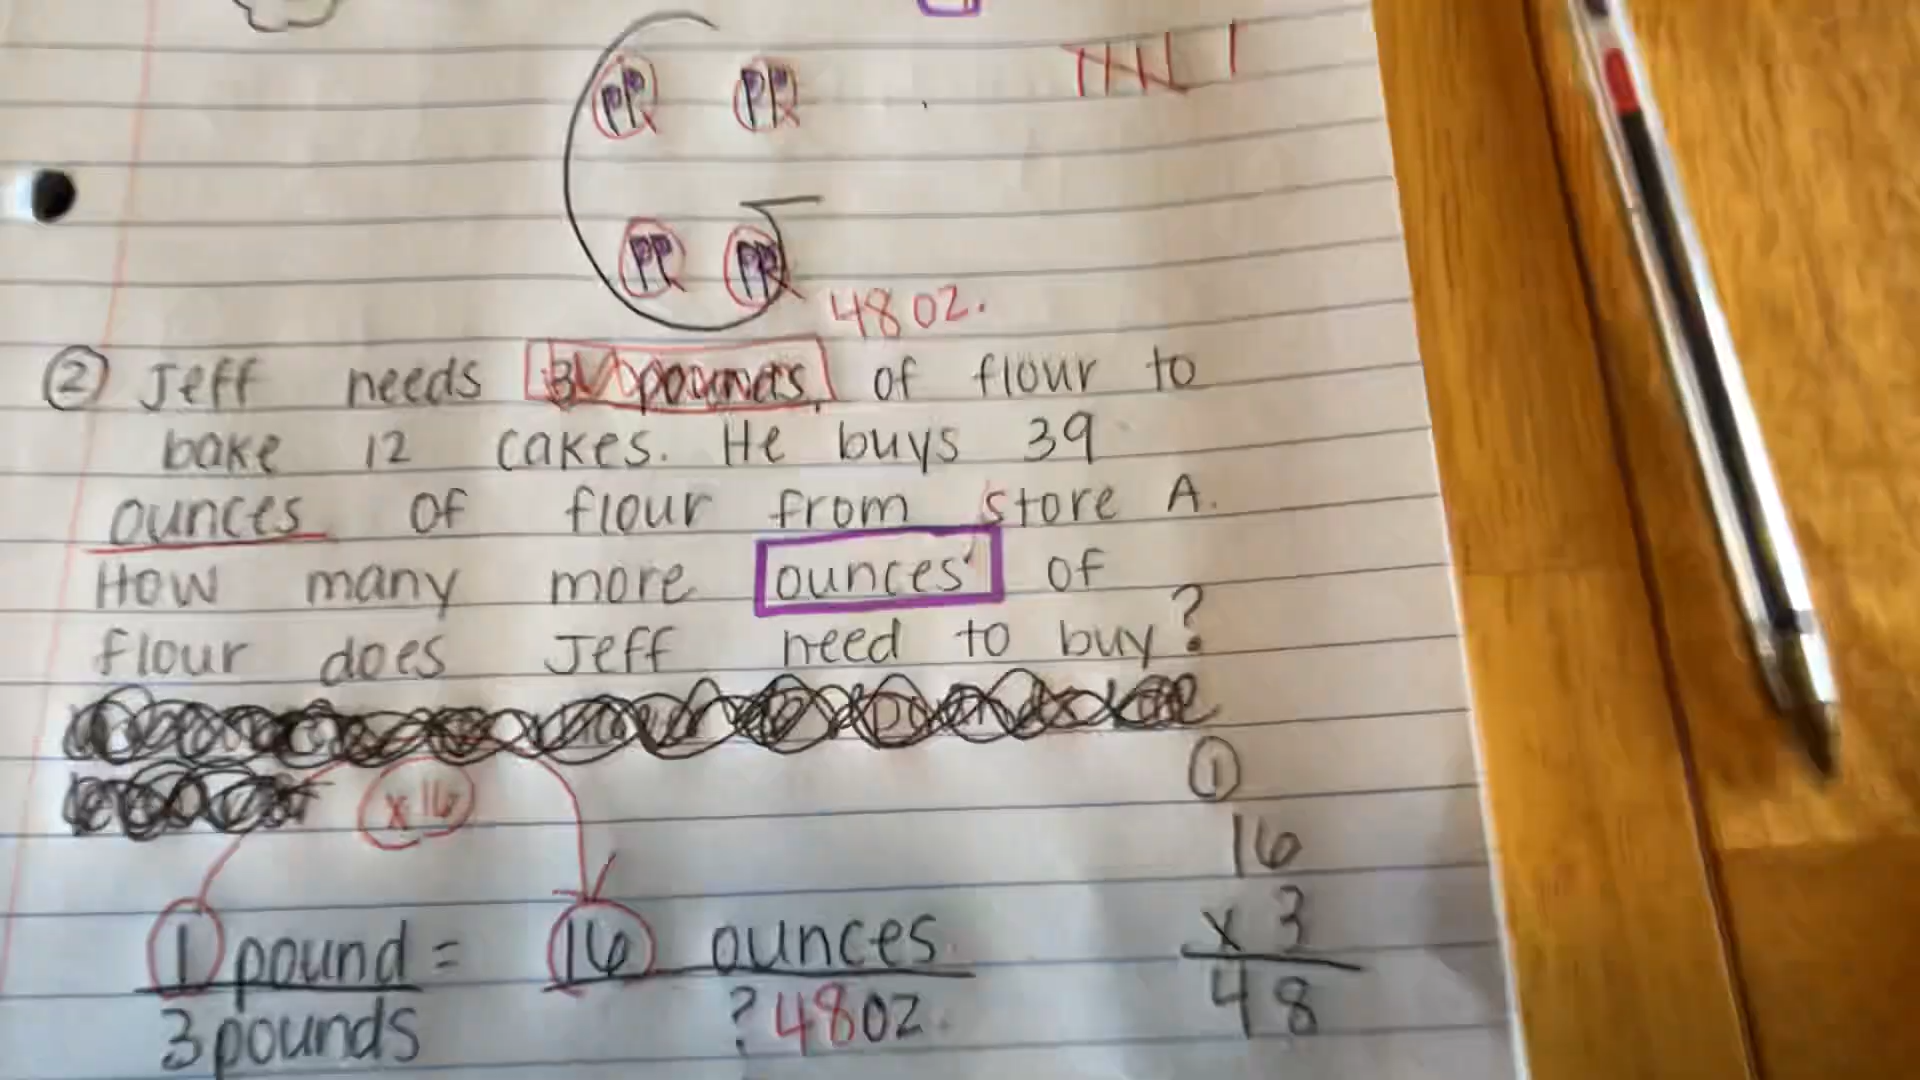 PP PP
PP PP
48 oz.
② Jeff needs 3 pounds of flour to
bake 12 cakes. He buys 39
ounces of flour from store A.
How many more ounces of
flour does Jeff need to buy?
x 16
①
16
x 3
48
1 pound = 16 ounces
3 pounds ? 48 oz.